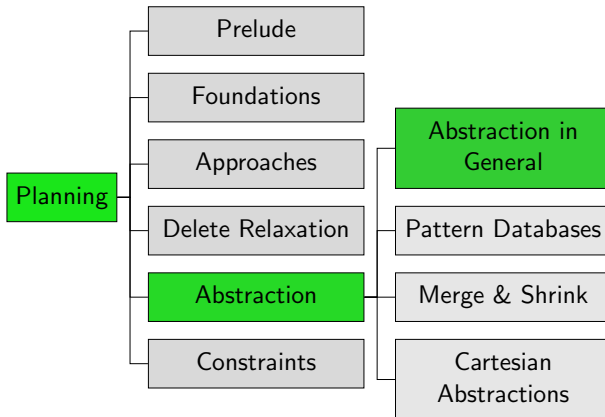 Planning
Prelude
Foundations
Approaches
Delete Relaxation
Abstraction
Constraints
Abstraction in
General
Pattern Databases
Merge & Shrink
Cartesian
Abstractions